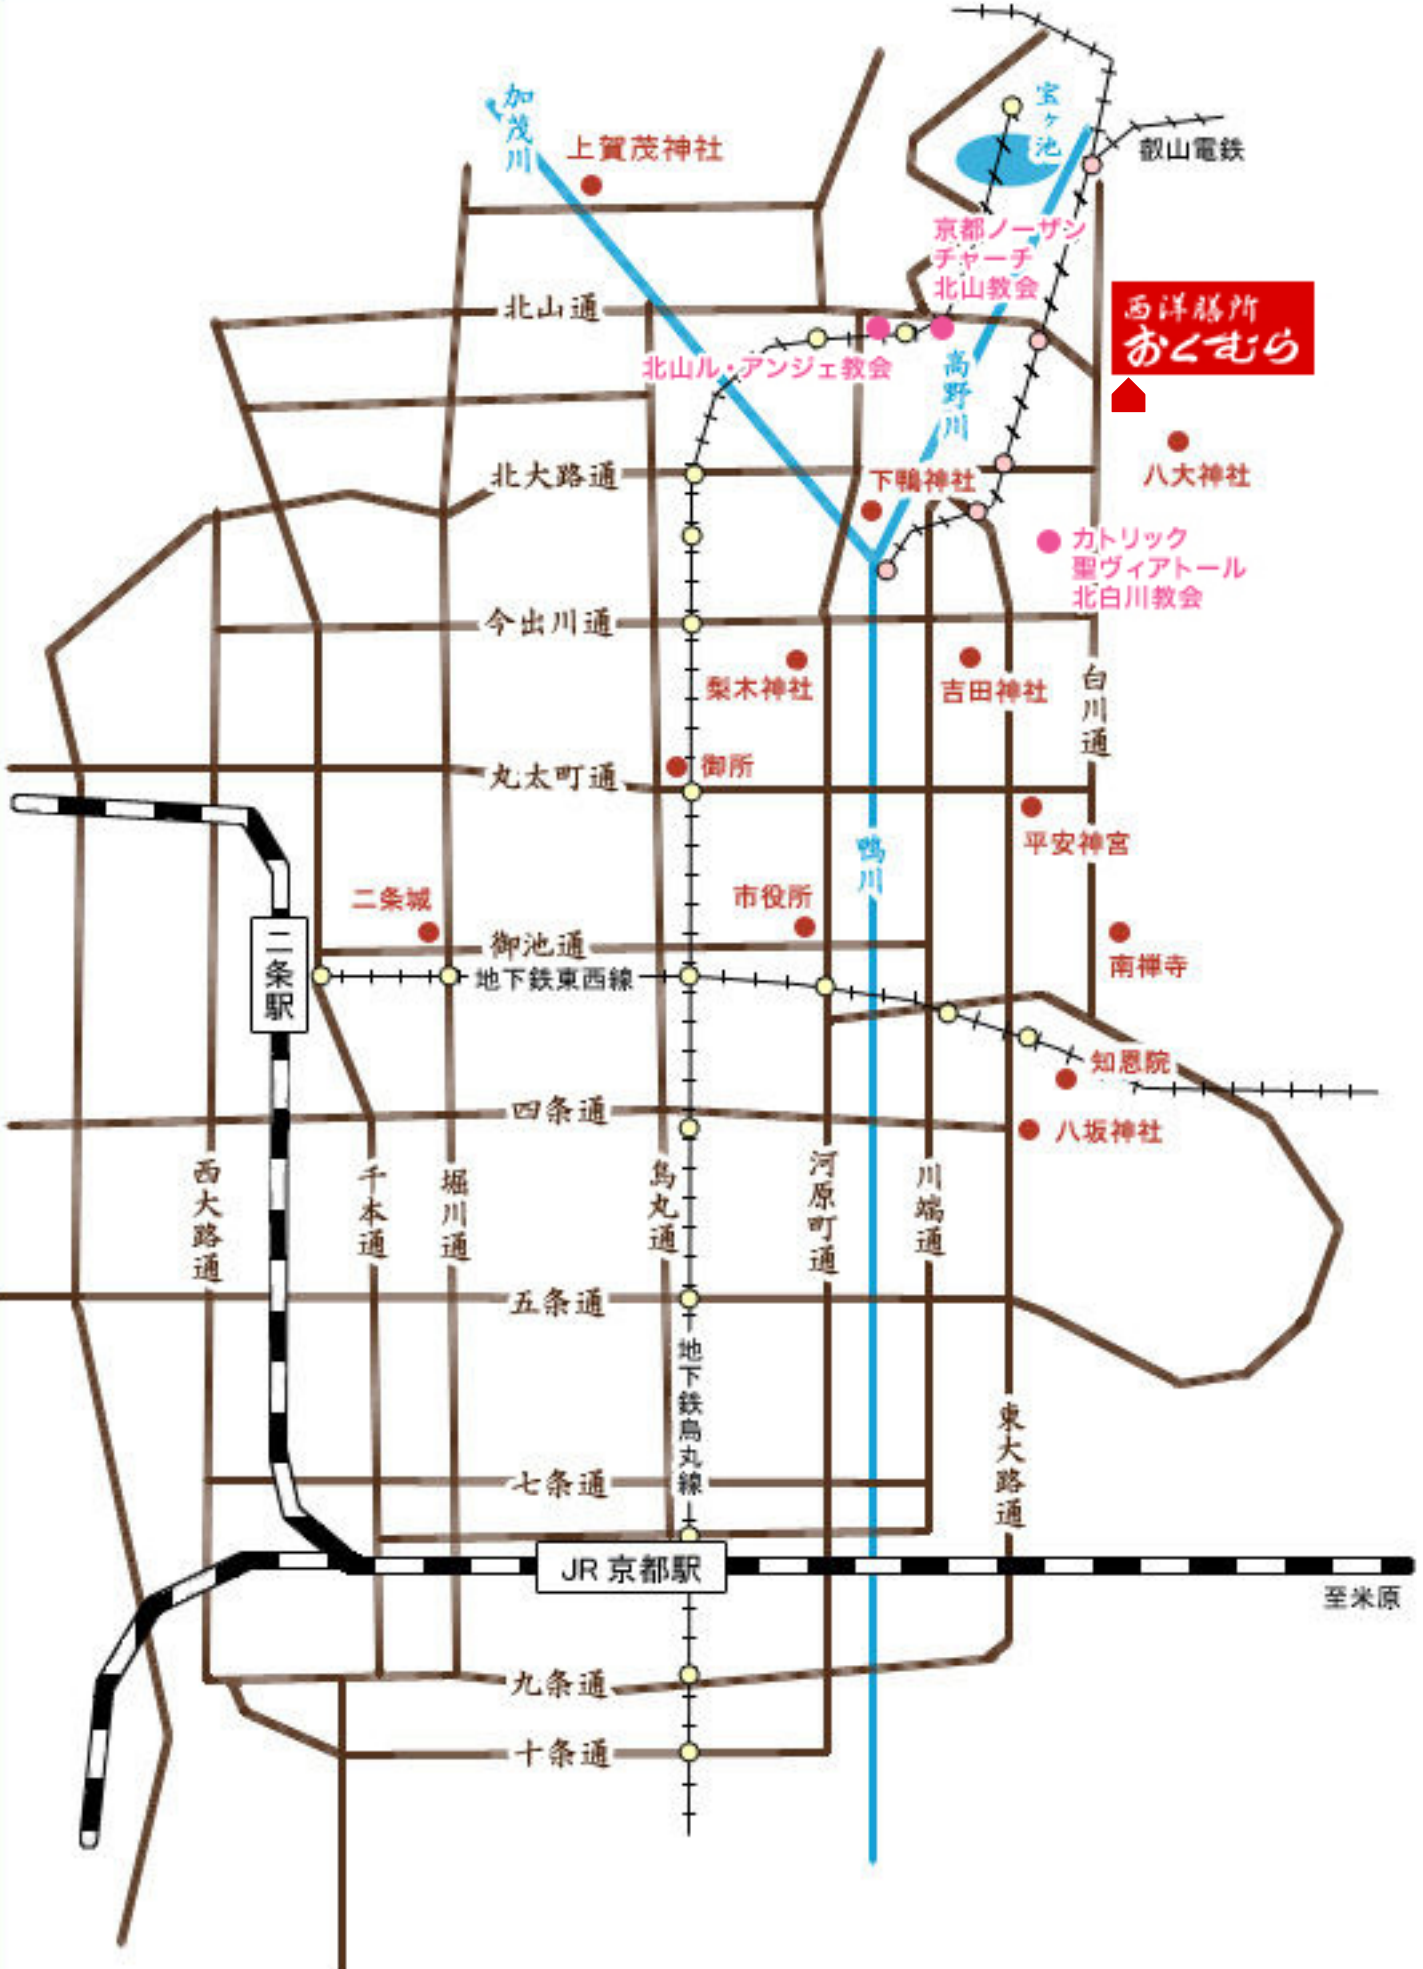 加茂川
上賀茂神社
宝ヶ池
叡山電鉄
京都ノーザン
チャーチ
北山教会
西洋膳所
おくむら
北山通
北山ル・アンジェ教会
高野川
北大路通
下鴨神社
八大神社
カトリック
聖ヴィアトール
北白川教会
今出川通
梨木神社
吉田神社
白川通
丸太町通
御所
平安神宮
鴨川
二条城
市役所
御池通
南禅寺
二条駅
地下鉄東西線
知恩院
四条通
八坂神社
西大路通
千本通
堀川通
烏丸通
河原町通
川端通
五条通
地下鉄烏丸線
東大路通
七条通
JR 京都駅
至米原
九条通
十条通